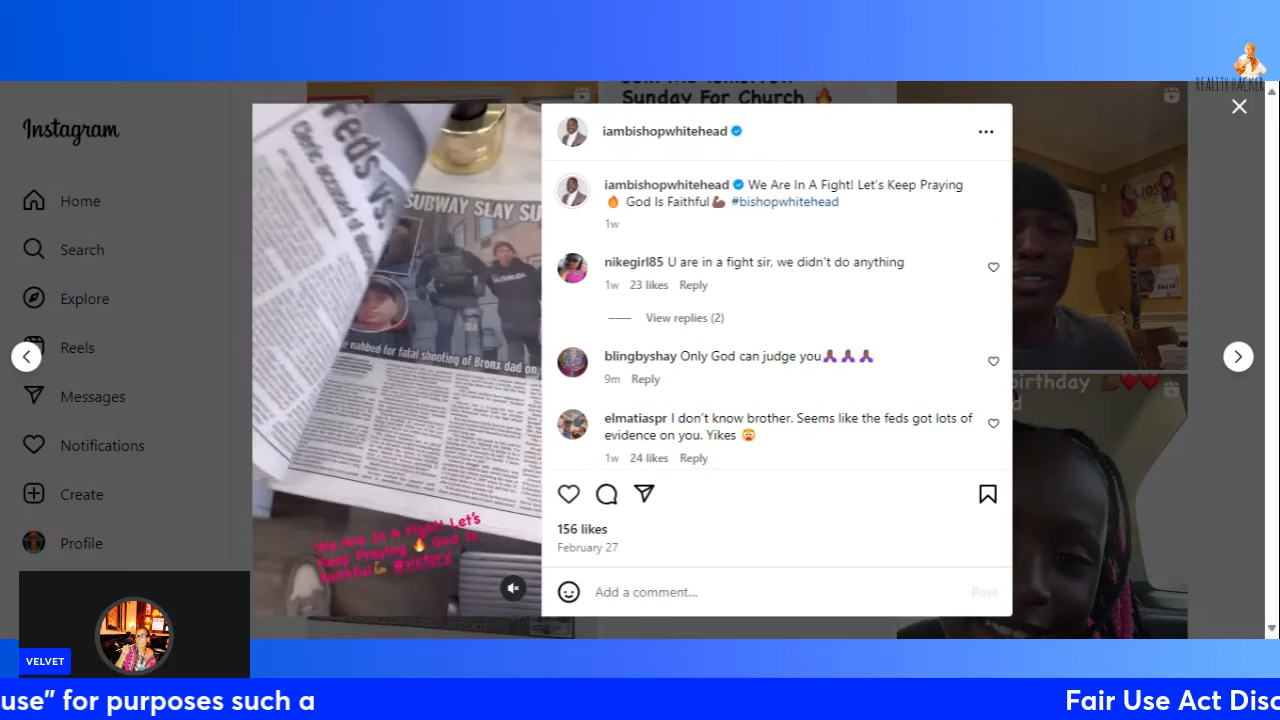 REALITY HACKER
Sunday For Church 🔥
Instagram
Home
Search
Explore
Reels
Messages
Notifications
Create
Profile
Feds vs.
SUBWAY SLAY SU
e nabbed for fatal shooting of Bronx dad on
We Are In A Fight! Let's
Keep Praying 🔥 God Is
Faithful💪🏾 #victory
iambishopwhitehead
iambishopwhitehead We Are In A Fight! Let's Keep Praying
🔥 God Is Faithful💪🏾 #bishopwhitehead
1w
nikegirl85 U are in a fight sir, we didn't do anything
1w 23 likes Reply
View replies (2)
blingbyshay Only God can judge you🙏🏾🙏🏾🙏🏾
9m Reply
elmatiaspr I don't know brother. Seems like the feds got lots of
evidence on you. Yikes 😳
1w 24 likes Reply
156 likes
February 27
Add a comment...
Post
birthday
VELVET
use" for purposes such a
Fair Use Act Disc